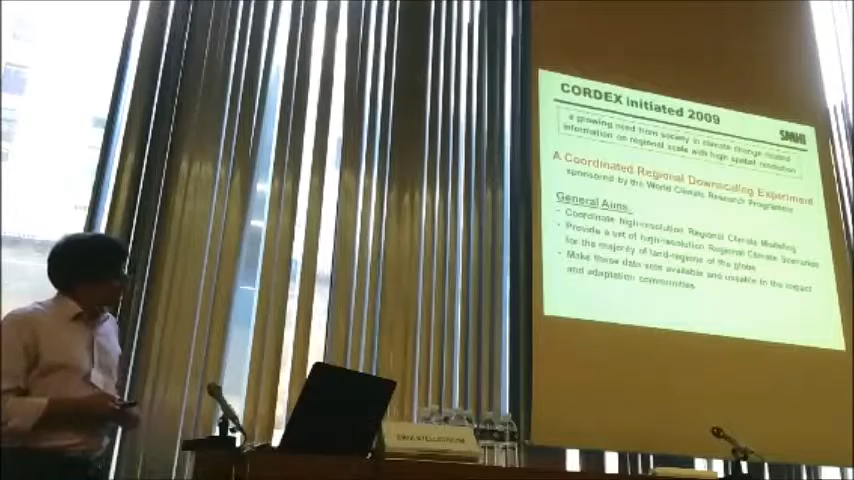 CORDEX initiated 2009
SMHI
a growing need from society in climate change related
information on regional scale with high spatial resolution
A Coordinated Regional Downscaling Experiment
sponsored by the World Climate Research Programme
General Aims
- Coordinate high-resolution Regional Climate Modeling
- Provide a set of high-resolution Regional Climate Scenarios
for the majority of land-regions of the globe
- Make these data sets available and useable to the impact
and adaptation communities